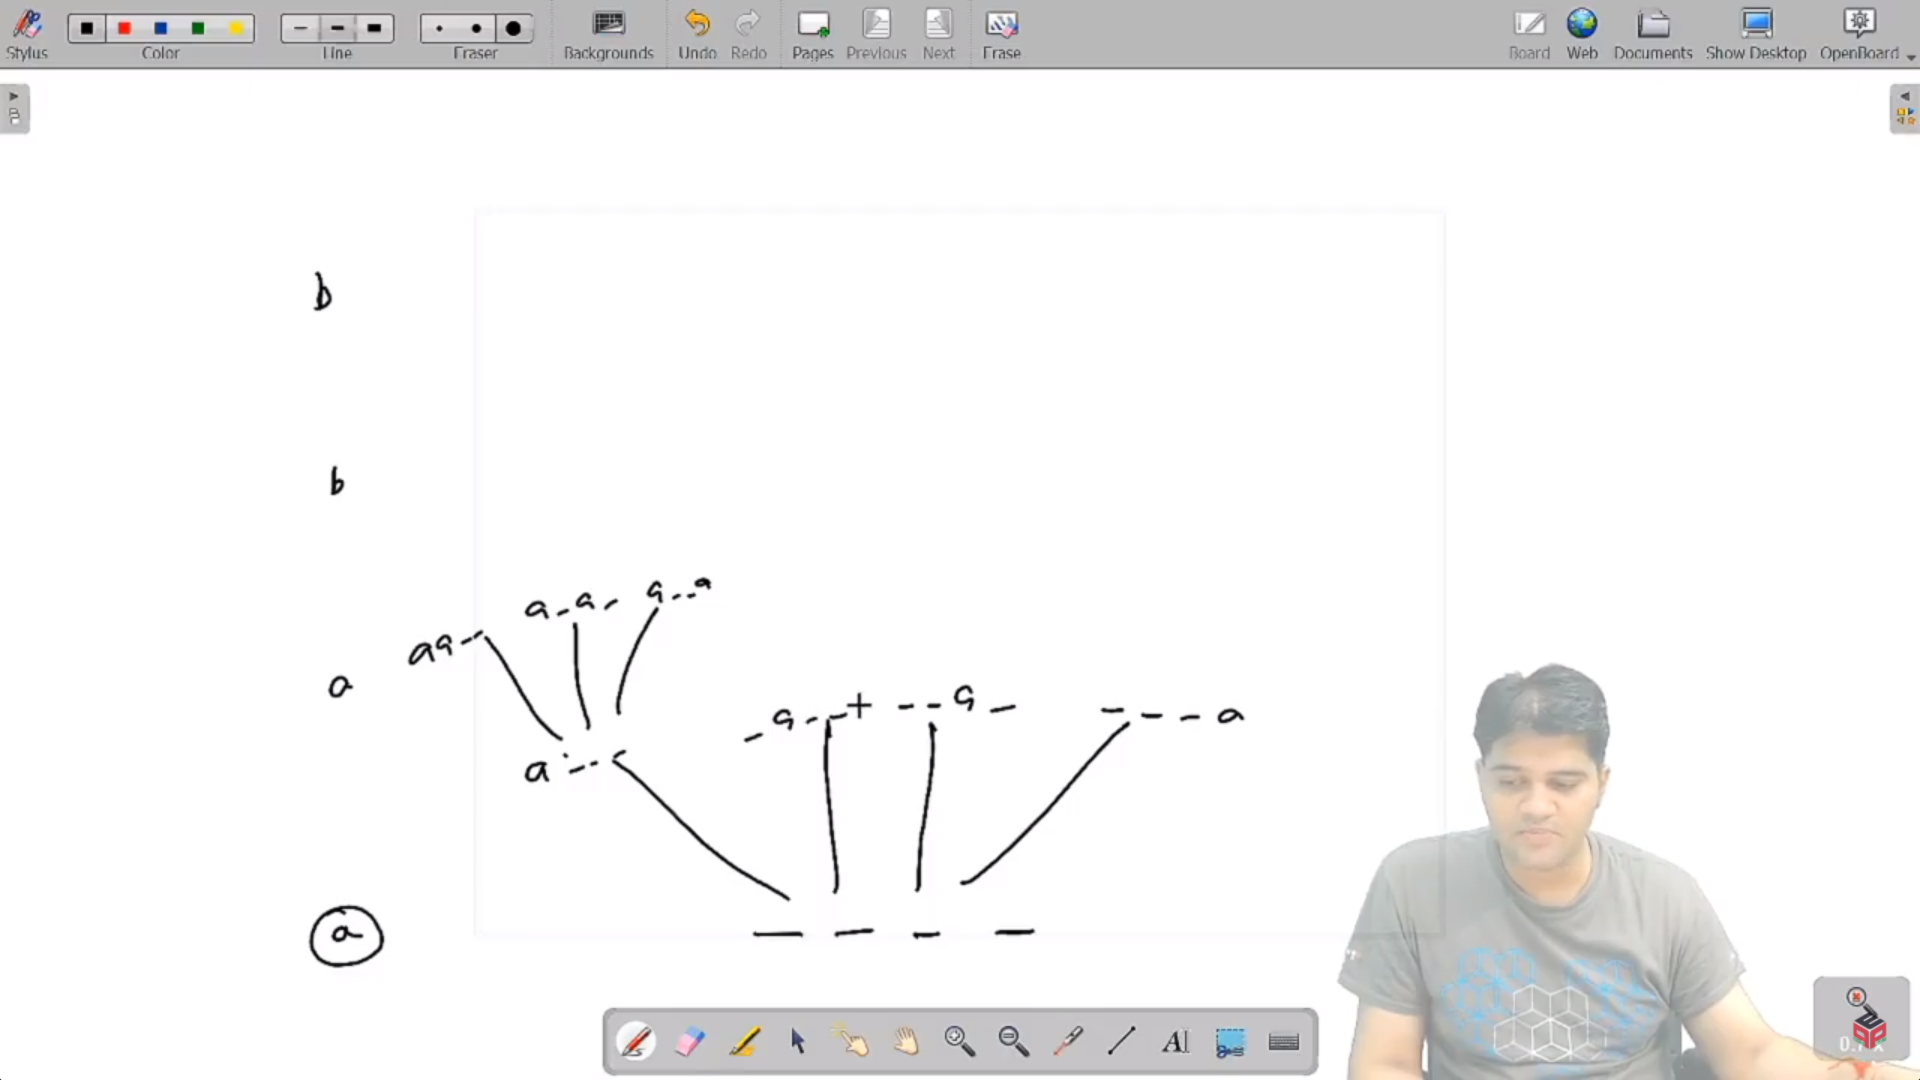 Stylus Color Line Eraser Backgrounds Undo Redo Pages Previous Next Erase Board Web Documents Show Desktop OpenBoard
b
b
a - a - a - - a
a a - -
a
- a - - + - - a - - - - a
a - - -
a
— — — —